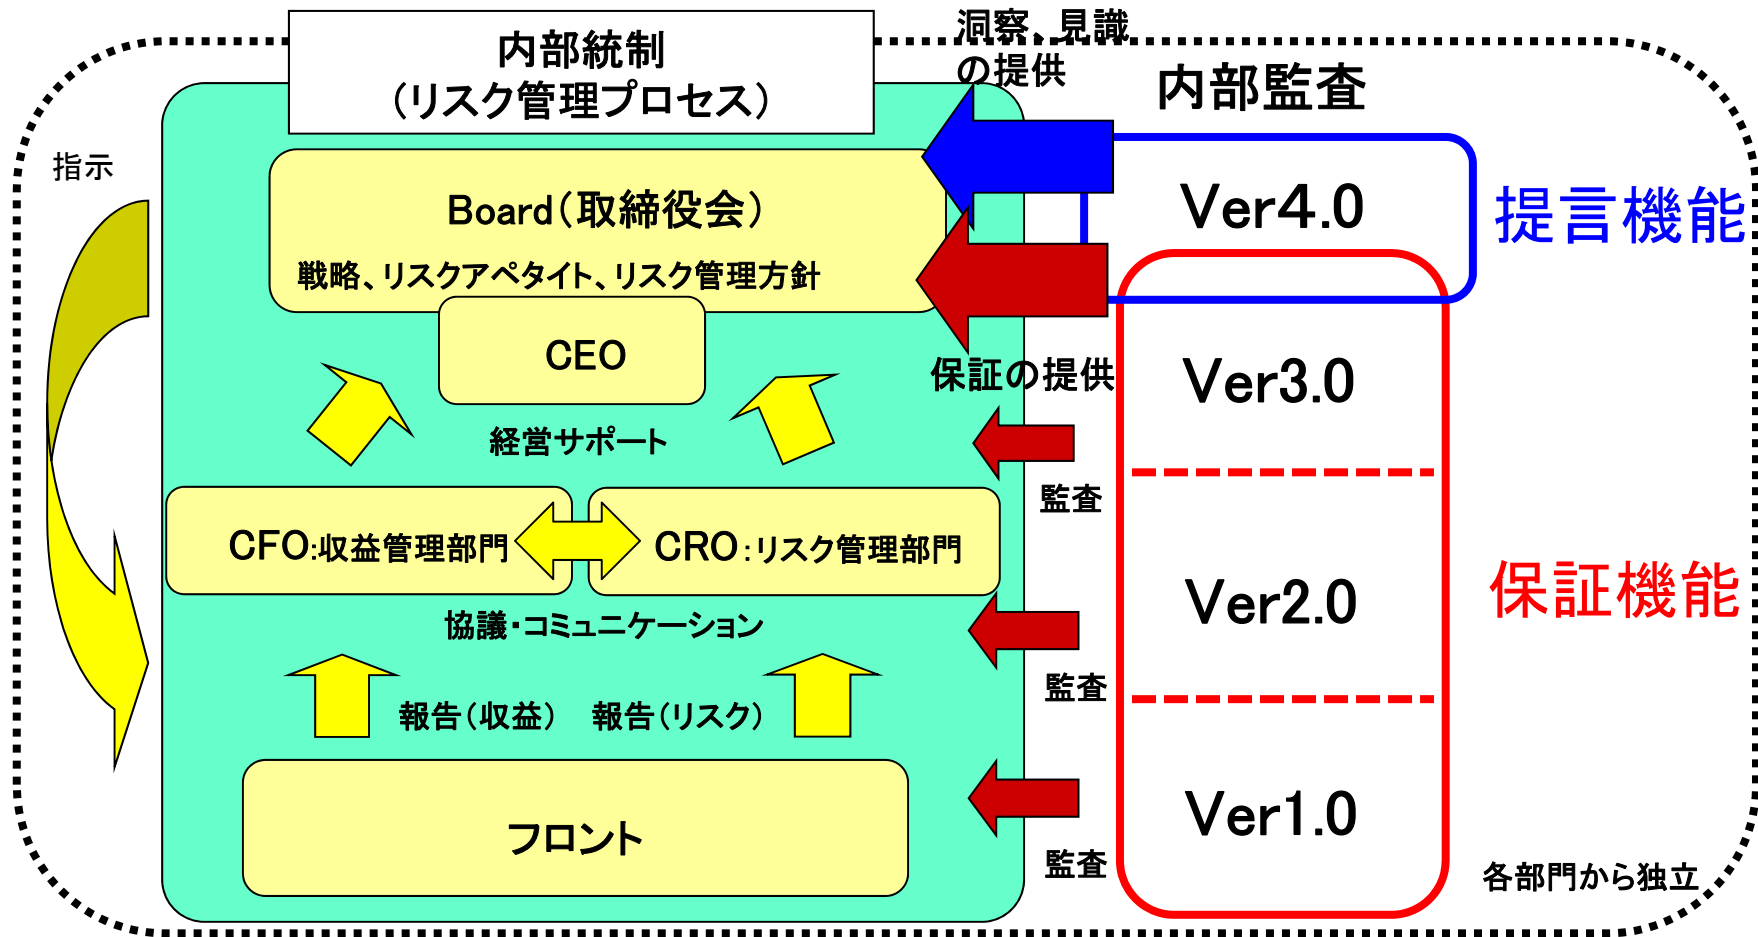 内部統制
(リスク管理プロセス)
洞察、見識
の提供
内部監査
指示
Board(取締役会)
戦略、リスクアペタイト、リスク管理方針
Ver4.0
提言機能
CEO
保証の提供
Ver3.0
経営サポート
監査
CFO:収益管理部門
CRO:リスク管理部門
Ver2.0
保証機能
協議・コミュニケーション
監査
報告(収益)
報告(リスク)
フロント
Ver1.0
監査
各部門から独立